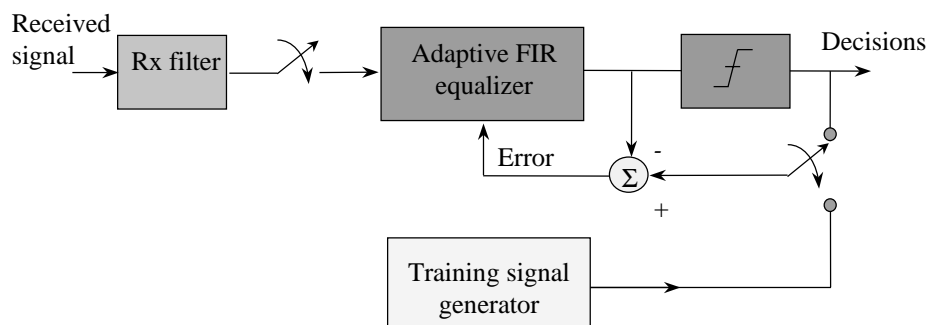 Received
signal
Rx filter
Adaptive FIR
equalizer
Decisions
Error
-
Σ
+
Training signal
generator